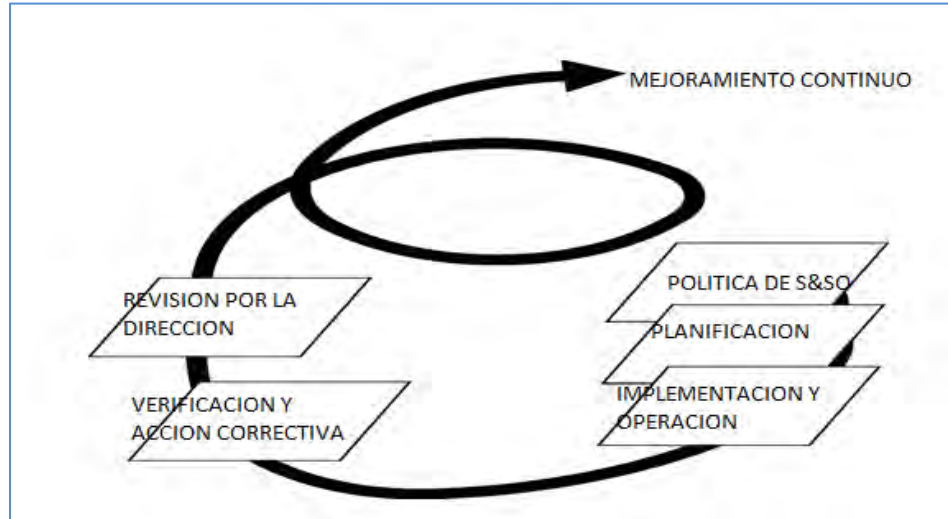 MEJORAMIENTO CONTINUO
POLITICA DE S&SO
PLANIFICACION
IMPLEMENTACION Y
OPERACION
VERIFICACION Y
ACCION CORRECTIVA
REVISION POR LA
DIRECCION